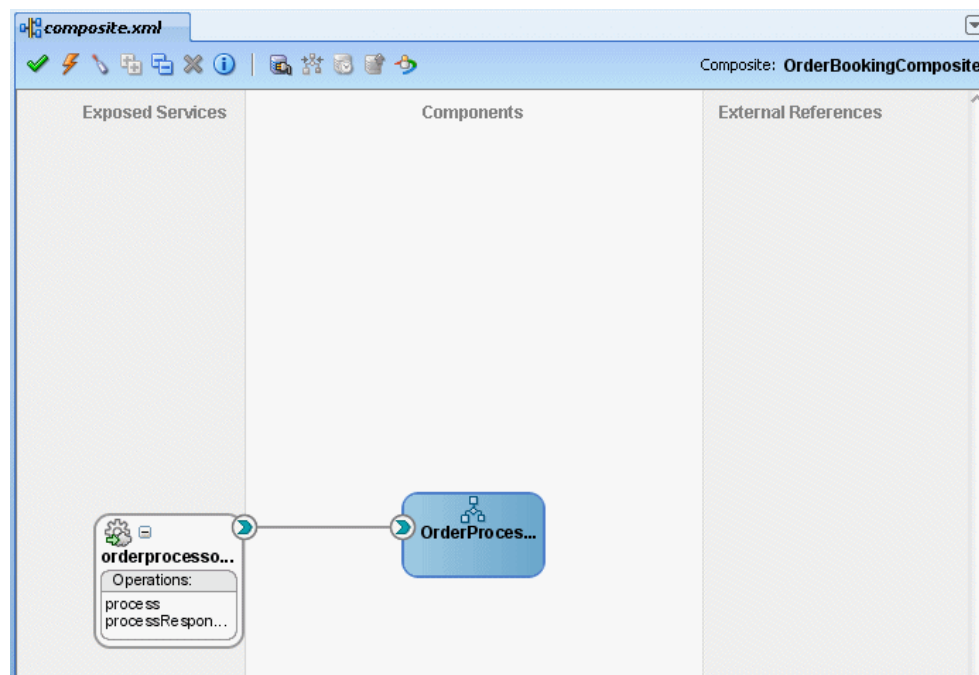 composite.xml
Composite: OrderBookingComposite
Exposed Services
Components
External References
orderprocesso...
Operations:
process
processRespon...
OrderProces...